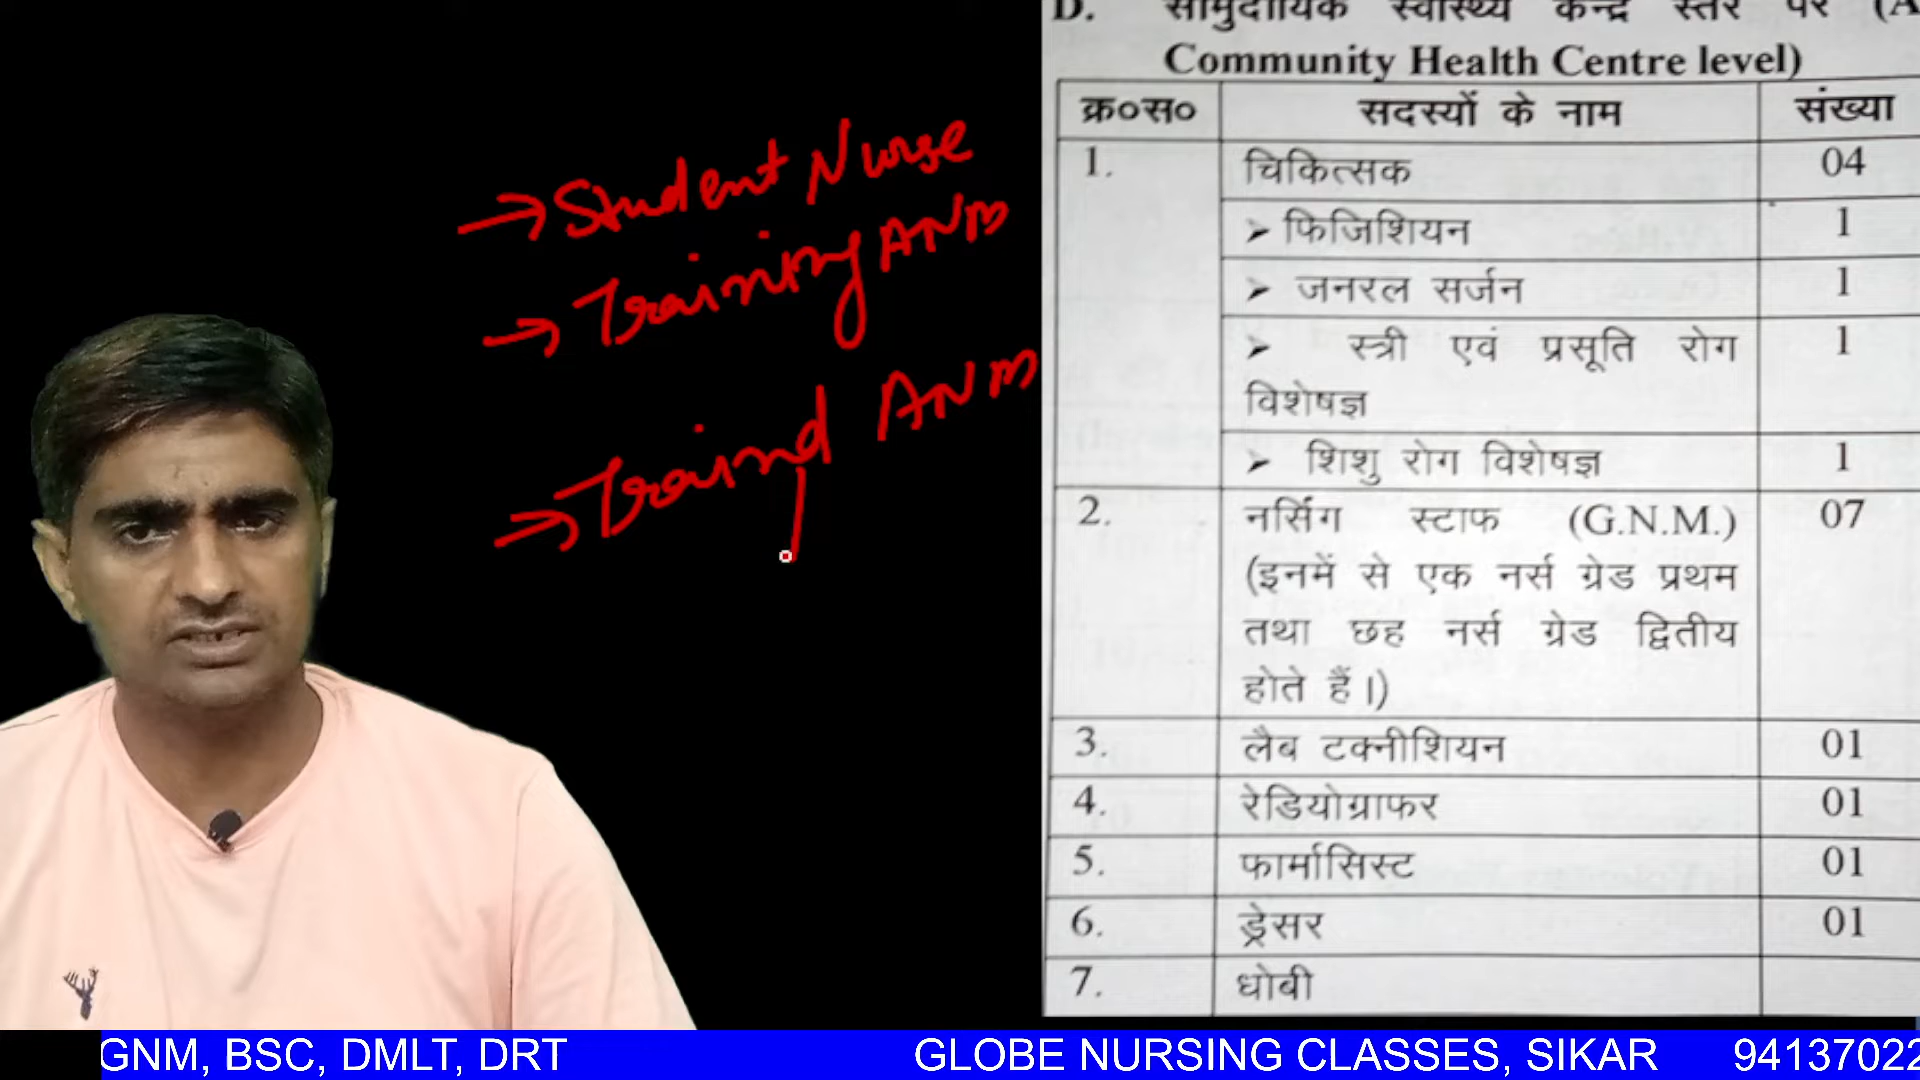 → Student Nurse
→ Training ANM
→ Traind ANM
D. सामुदायिक स्वास्थ्य केन्द्र स्तर पर (A
Community Health Centre level)
क्र०स० सदस्यों के नाम संख्या
1. चिकित्सक 04
➤ फिजिशियन 1
➤ जनरल सर्जन 1
➤ स्त्री एवं प्रसूति रोग 1
विशेषज्ञ
➤ शिशु रोग विशेषज्ञ 1
2. नर्सिंग स्टाफ (G.N.M.) 07
(इनमें से एक नर्स ग्रेड प्रथम
तथा छह नर्स ग्रेड द्वितीय
होते हैं।)
3. लैब टक्नीशियन 01
4. रेडियोग्राफर 01
5. फार्मासिस्ट 01
6. ड्रेसर 01
7. धोबी
GNM, BSC, DMLT, DRT GLOBE NURSING CLASSES, SIKAR 94137022